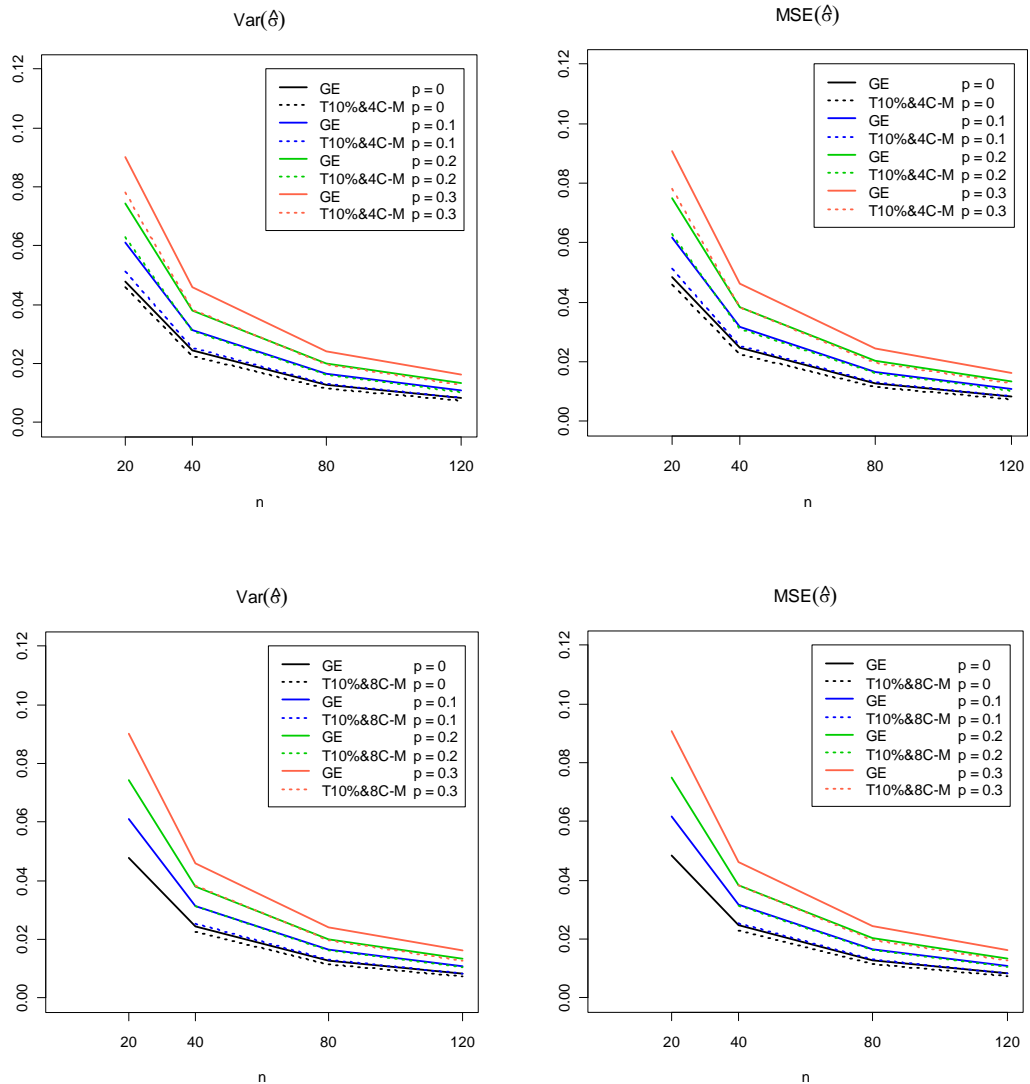 Var(σ̂)
0.00 0.02 0.04 0.06 0.08 0.10 0.12
GE p = 0
T10%&4C-M p = 0
GE p = 0.1
T10%&4C-M p = 0.1
GE p = 0.2
T10%&4C-M p = 0.2
GE p = 0.3
T10%&4C-M p = 0.3
20 40 80 120
n
MSE(σ̂)
0.00 0.02 0.04 0.06 0.08 0.10 0.12
GE p = 0
T10%&4C-M p = 0
GE p = 0.1
T10%&4C-M p = 0.1
GE p = 0.2
T10%&4C-M p = 0.2
GE p = 0.3
T10%&4C-M p = 0.3
20 40 80 120
n
Var(σ̂)
0.00 0.02 0.04 0.06 0.08 0.10 0.12
GE p = 0
T10%&8C-M p = 0
GE p = 0.1
T10%&8C-M p = 0.1
GE p = 0.2
T10%&8C-M p = 0.2
GE p = 0.3
T10%&8C-M p = 0.3
20 40 80 120
n
MSE(σ̂)
0.00 0.02 0.04 0.06 0.08 0.10 0.12
GE p = 0
T10%&8C-M p = 0
GE p = 0.1
T10%&8C-M p = 0.1
GE p = 0.2
T10%&8C-M p = 0.2
GE p = 0.3
T10%&8C-M p = 0.3
20 40 80 120
n